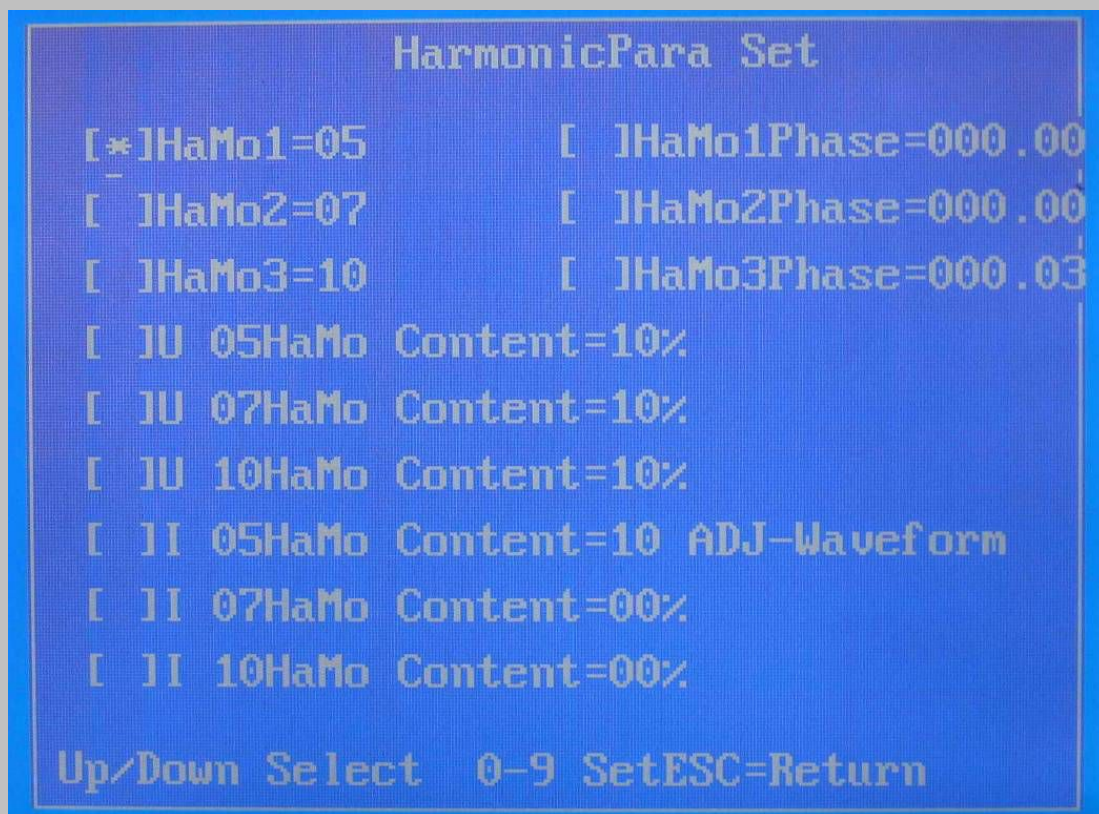 HarmonicPara Set
[*]HaMo1=05 [ ]HaMo1Phase=000.00
[ ]HaMo2=07 [ ]HaMo2Phase=000.00
[ ]HaMo3=10 [ ]HaMo3Phase=000.03
[ ]U 05HaMo Content=10%
[ ]U 07HaMo Content=10%
[ ]U 10HaMo Content=10%
[ ]I 05HaMo Content=10 ADJ-Waveform
[ ]I 07HaMo Content=00%
[ ]I 10HaMo Content=00%
Up/Down Select 0-9 SetESC=Return